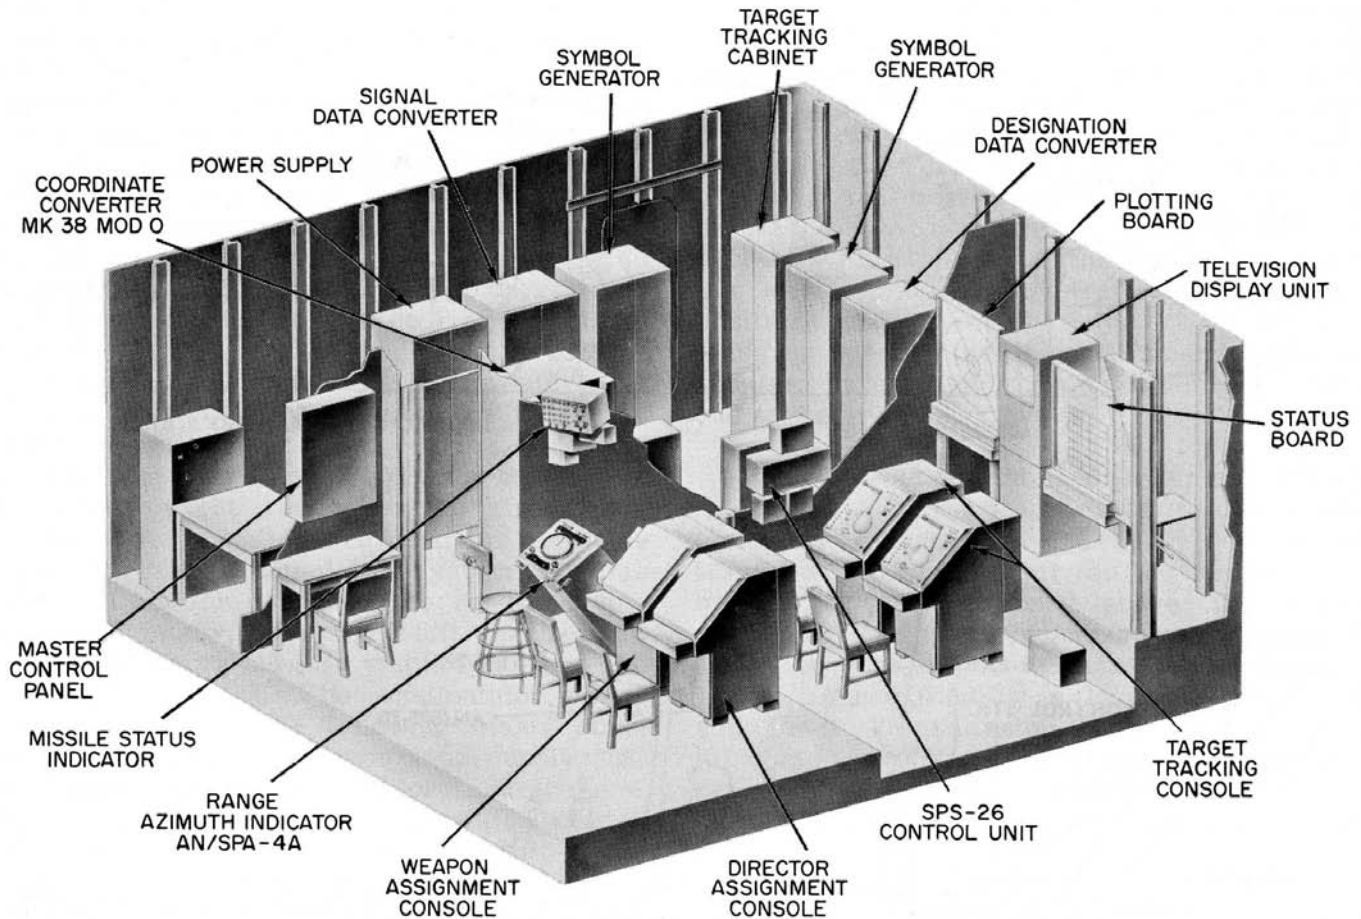 TARGET
TRACKING
CABINET
SYMBOL
GENERATOR
SYMBOL
GENERATOR
SIGNAL
DATA CONVERTER
DESIGNATION
DATA CONVERTER
POWER SUPPLY
COORDINATE
CONVERTER
MK 38 MOD 0
PLOTTING
BOARD
TELEVISION
DISPLAY UNIT
STATUS
BOARD
MASTER
CONTROL
PANEL
MISSILE STATUS
INDICATOR
RANGE
AZIMUTH INDICATOR
AN/SPA-4A
WEAPON
ASSIGNMENT
CONSOLE
DIRECTOR
ASSIGNMENT
CONSOLE
SPS-26
CONTROL UNIT
TARGET
TRACKING
CONSOLE